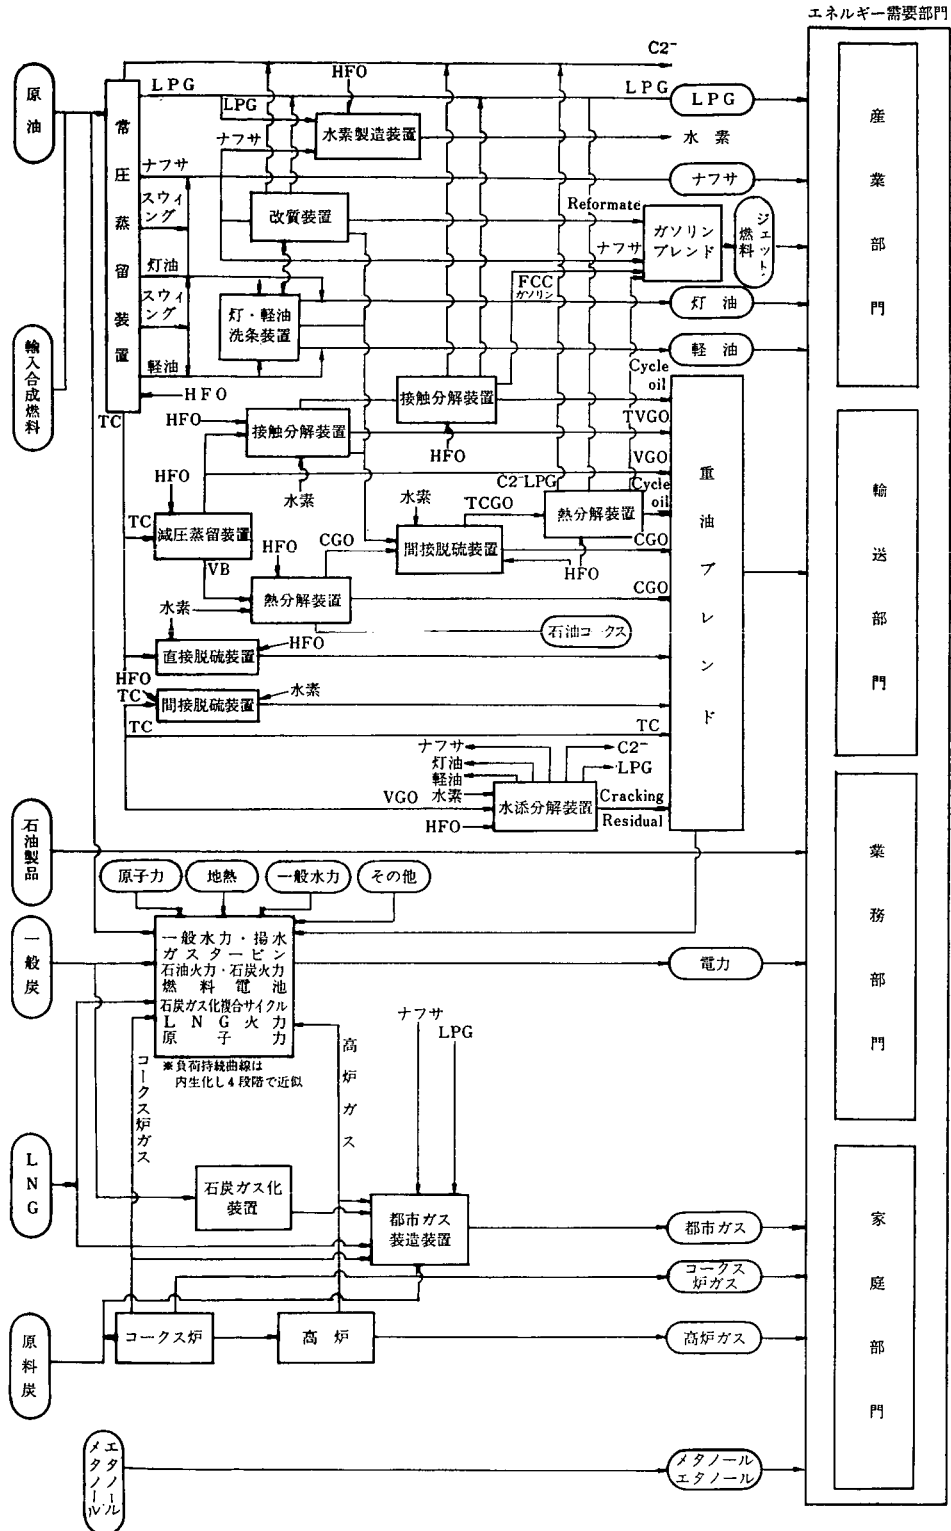 エネルギー需要部門
C2⁻
原油
常圧蒸留装置
LPG
LPG
HFO
水素製造装置
LPG
LPG
水素
産業部門
ナフサ
ナフサ
ナフサ
スウィング
改質装置
Reformate
ナフサ
ガソリンブレンド
ジェット燃料
灯油
FCC
ガソリン
スウィング
灯・軽油洗条装置
灯油
輸入合成燃料
軽油
軽油
HFO
TC
接触分解装置
Cycle oil
重油ブレンド
HFO
接触分解装置
TVGO
HFO
VGO
HFO
水素
水素
C2⁻LPG
Cycle oil
輸送部門
TC
減圧蒸留装置
TCGO
熱分解装置
HFO
CGO
間接脱硫装置
CGO
VB
HFO
熱分解装置
CGO
水素
石油コークス
直接脱硫装置
HFO
HFO
TC
間接脱硫装置
水素
TC
TC
ナフサ
灯油
軽油
水素
C2⁻
LPG
VGO
水添分解装置
Cracking
Residual
HFO
石油製品
業務部門
原子力
地熱
一般水力
その他
一般炭
一般水力・揚水
ガスタービン
石油火力・石炭火力
燃料電池
石炭ガス化複合サイクル
LNG火力
原子力
電力
※負荷持続曲線は
内生化し4段階で近似
コークス炉ガス
高炉ガス
ナフサ
LPG
LNG
石炭ガス化
装置
都市ガス
装造装置
都市ガス
家庭部門
コークス
炉ガス
原料炭
コークス炉
高炉
高炉ガス
エタノール
メタノール
メタノール
エタノール